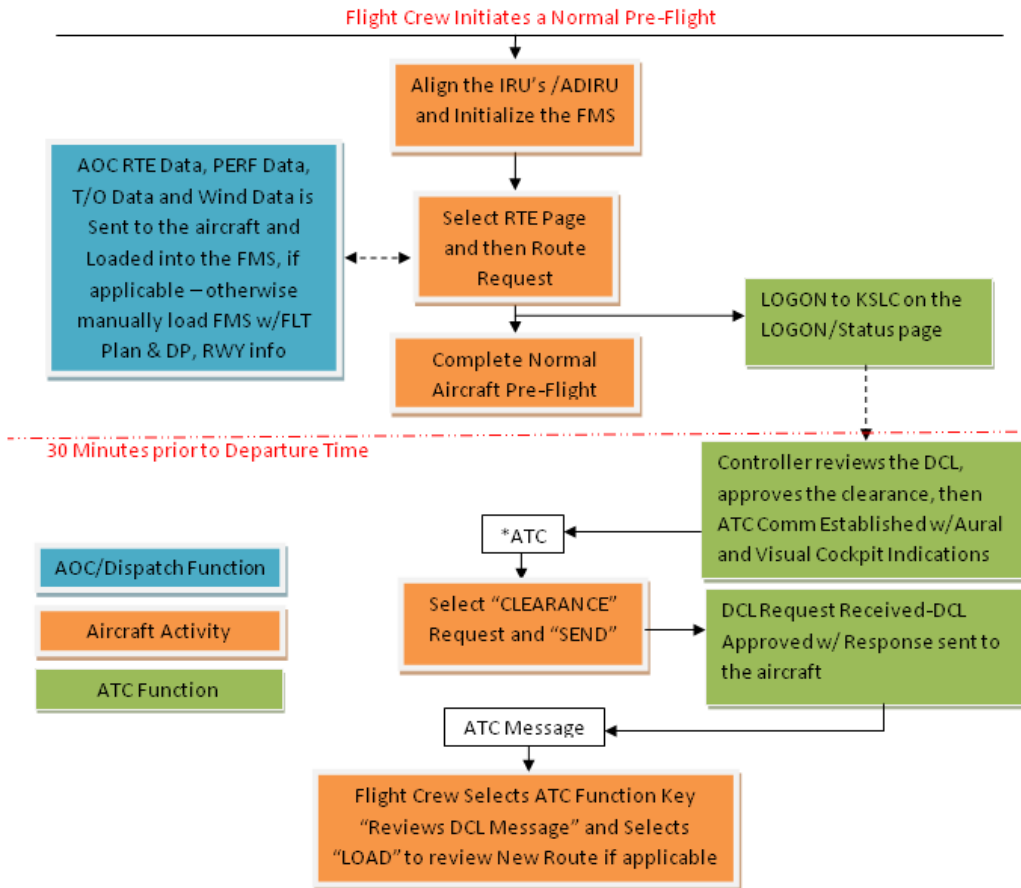 Flight Crew Initiates a Normal Pre-Flight
Align the IRU's /ADIRU
and Initialize the FMS
AOC RTE Data, PERF Data,
T/O Data and Wind Data is
Sent to the aircraft and
Loaded into the FMS, if
applicable – otherwise
manually load FMS w/FLT
Plan & DP, RWY info
Select RTE Page
and then Route
Request
LOGON to KSLC on the
LOGON/Status page
Complete Normal
Aircraft Pre-Flight
30 Minutes prior to Departure Time
Controller reviews the DCL,
approves the clearance, then
ATC Comm Established w/Aural
and Visual Cockpit Indications
*ATC
AOC/Dispatch Function
Aircraft Activity
ATC Function
Select “CLEARANCE”
Request and “SEND”
DCL Request Received-DCL
Approved w/ Response sent to
the aircraft
ATC Message
Flight Crew Selects ATC Function Key
“Reviews DCL Message” and Selects
“LOAD” to review New Route if applicable